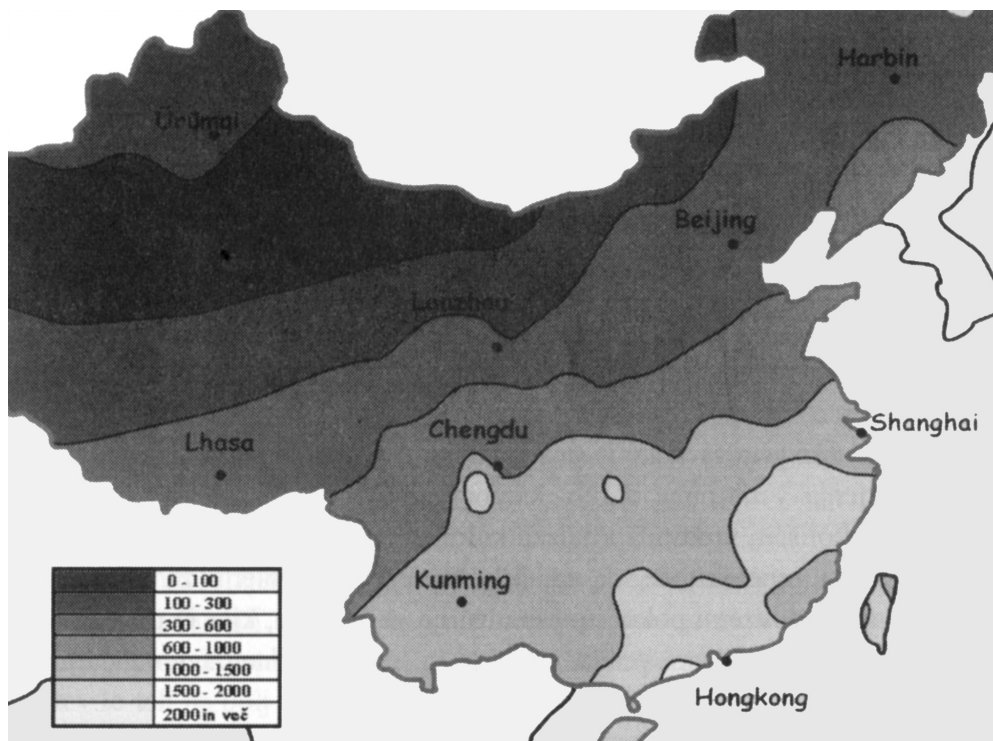 Harbin
Ürümqi
Beijing
Lanzhou
Shanghai
Lhasa
Chengdu
Kunming
Hongkong
0 - 100
100 - 300
300 - 600
600 - 1000
1000 - 1500
1500 - 2000
2000 in več